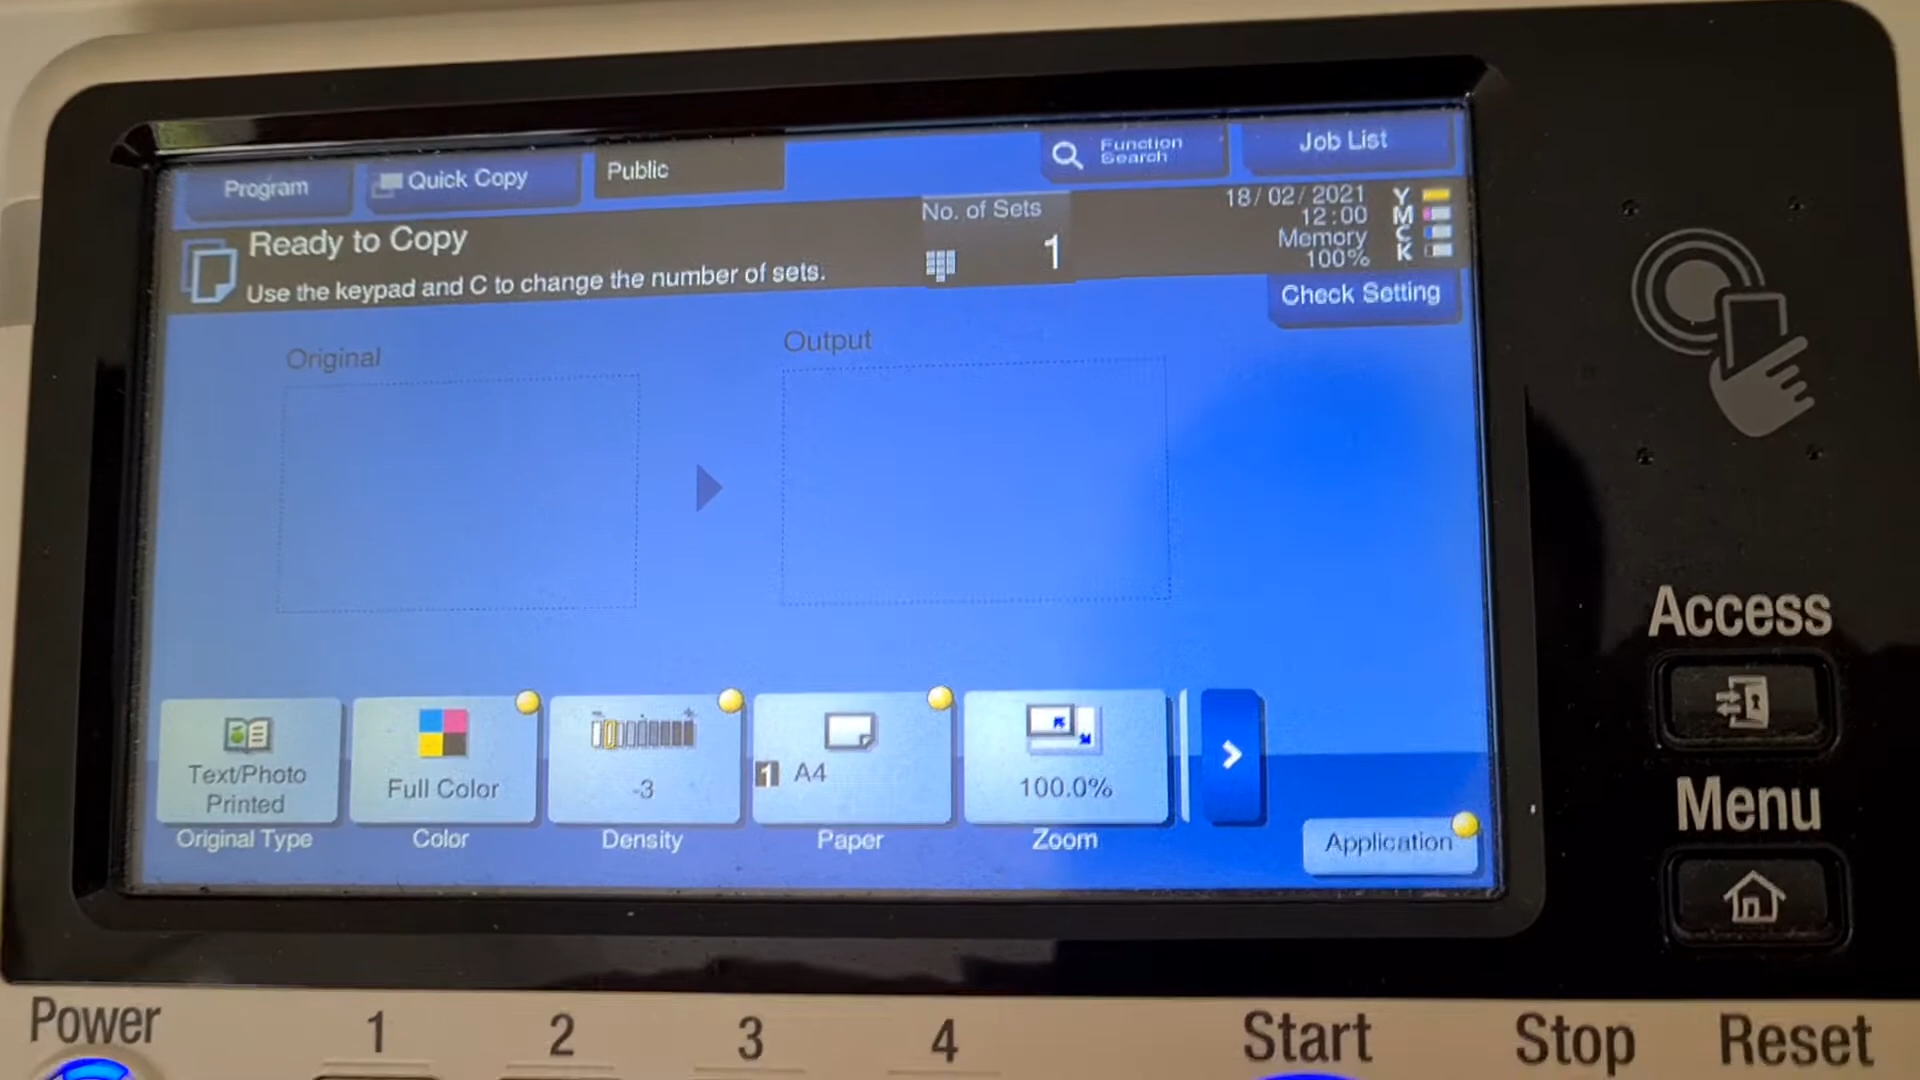 Program
Quick Copy
Public
Function
Search
Job List
Ready to Copy
Use the keypad and C to change the number of sets.
No. of Sets
1
18/02/2021
12:00
Memory
100%
Y
M
C
K
Check Setting
Original
Output
Text/Photo
Printed
Original Type
Full Color
Color
- +
-3
Density
1 A4
Paper
100.0%
Zoom
Application
Access
Menu
Power
1
2
3
4
Start
Stop
Reset